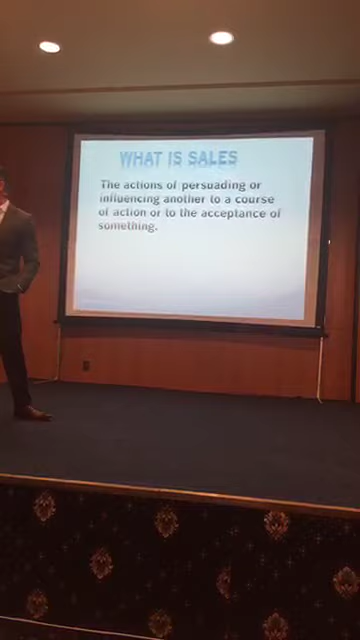 WHAT IS SALES
The actions of persuading or
influencing another to a course
of action or to the acceptance of
something.